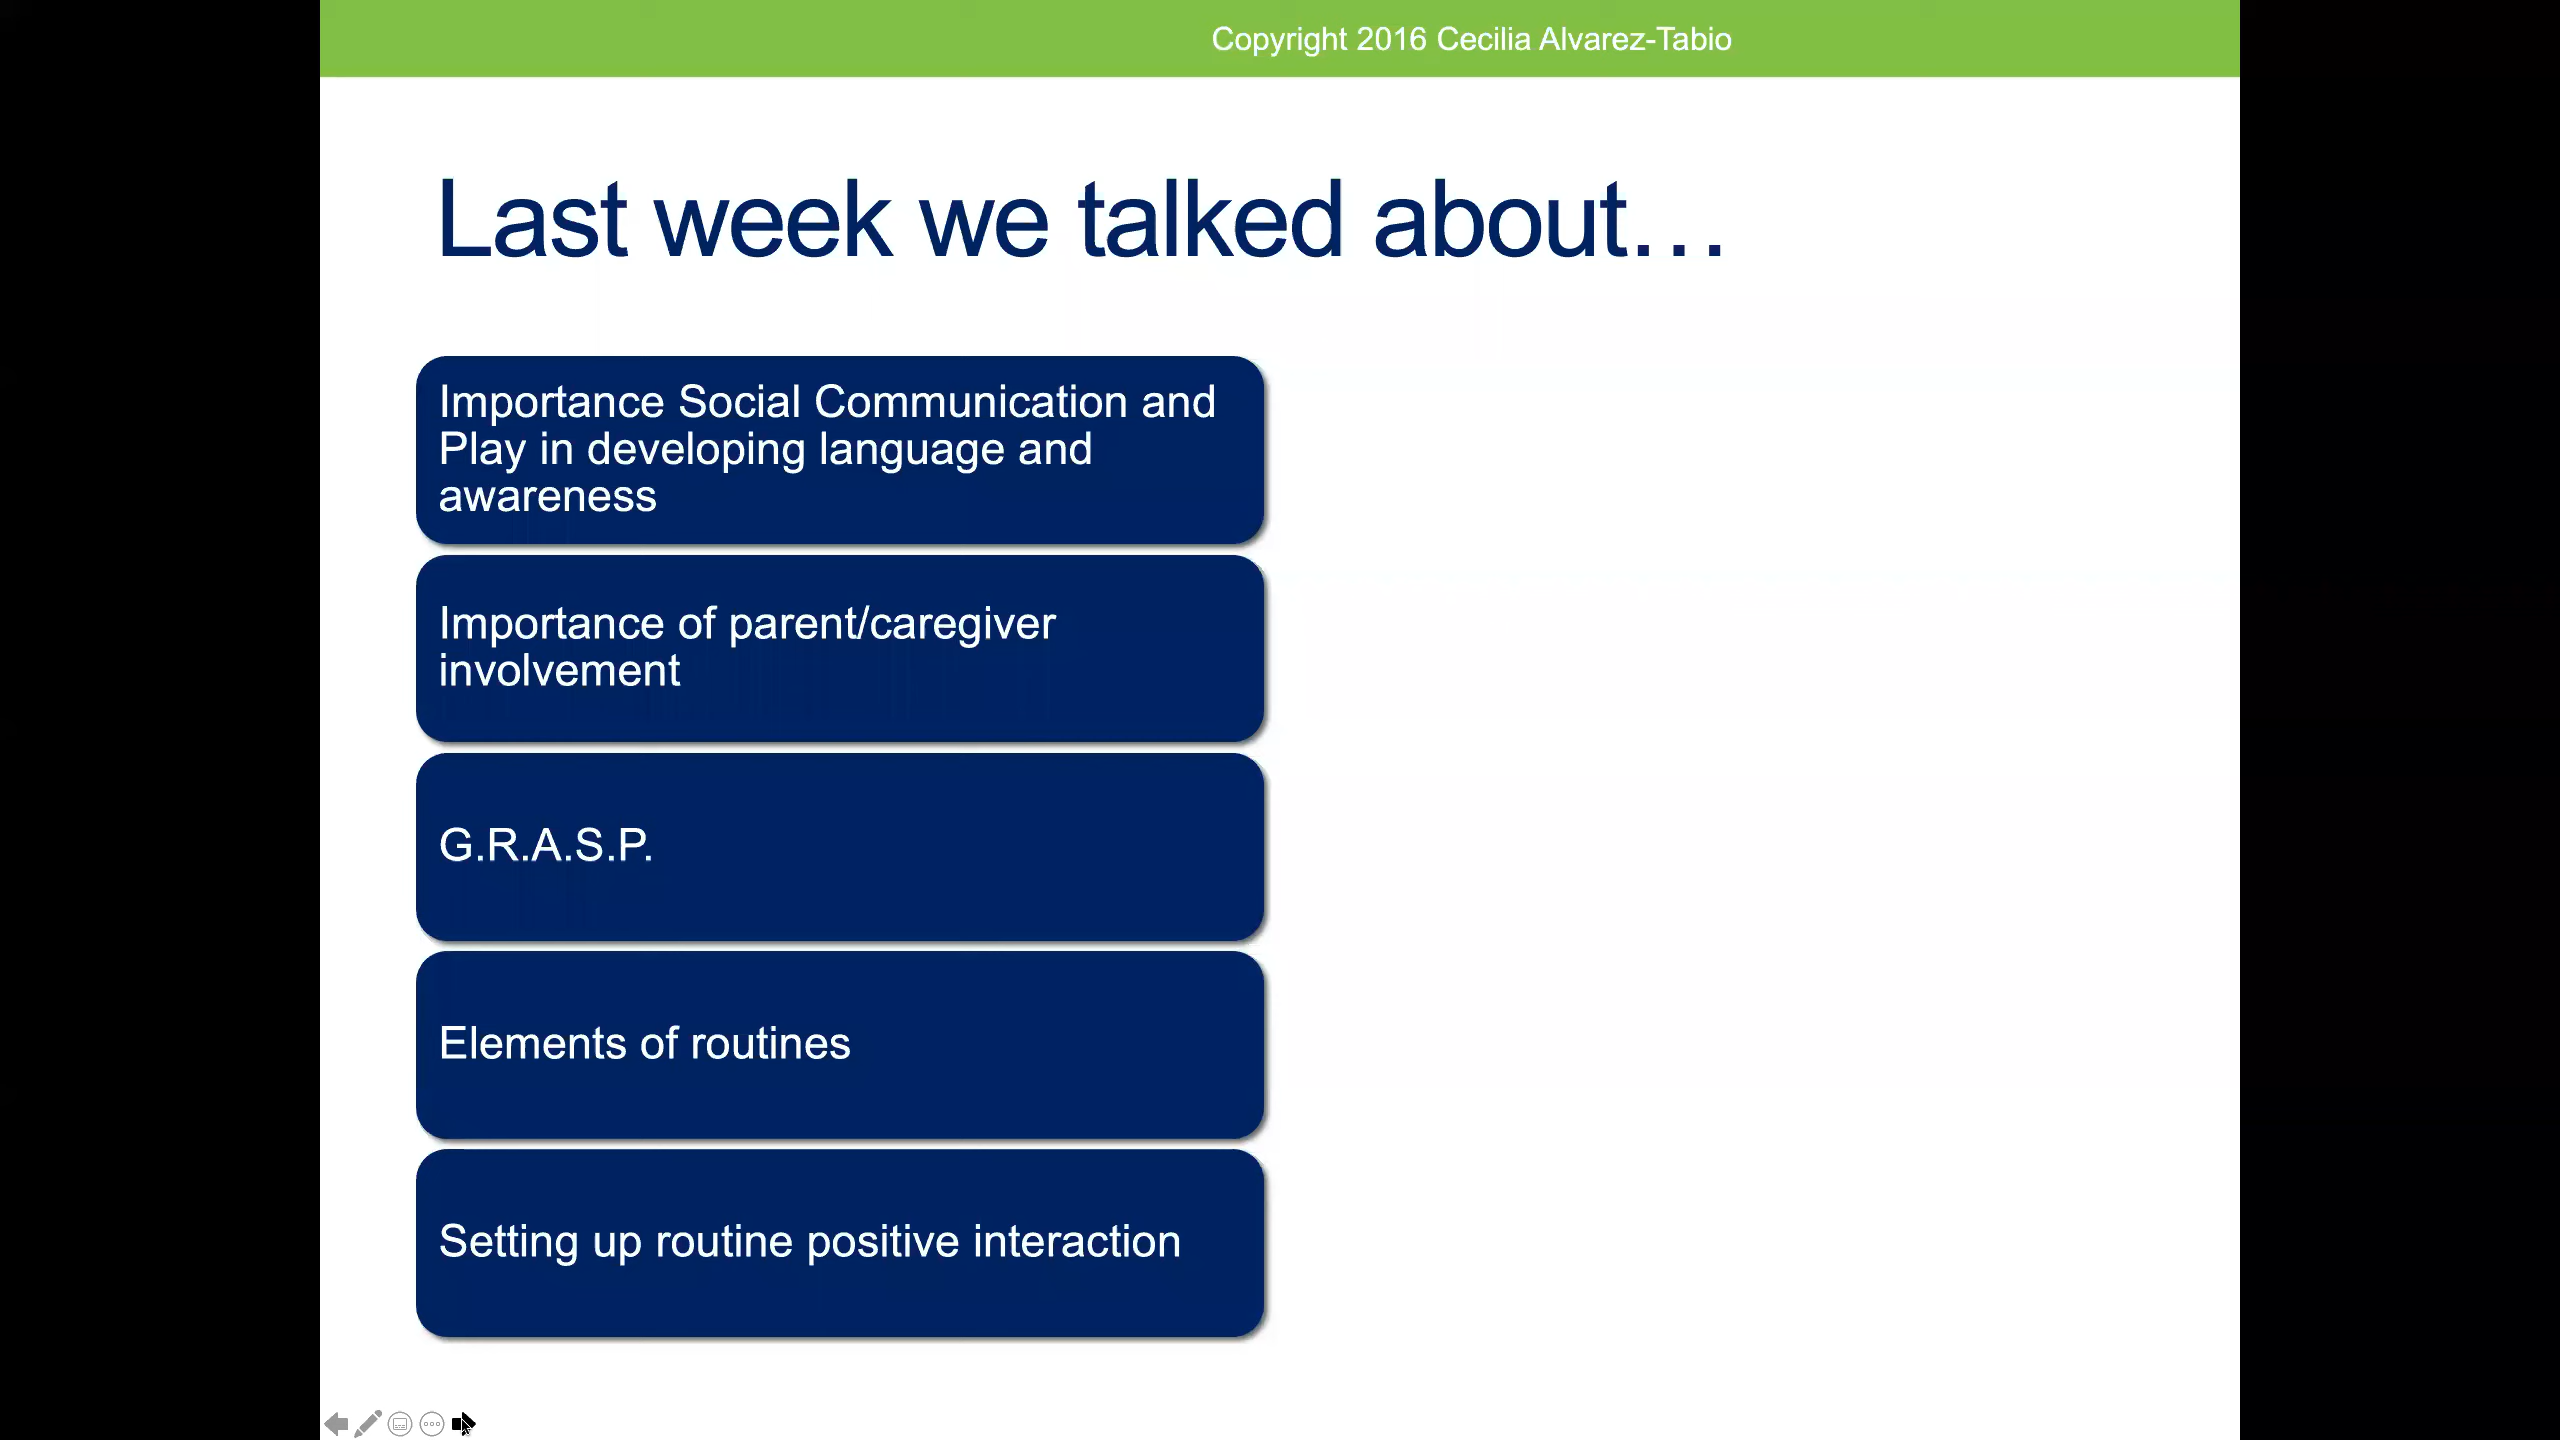 Copyright 2016 Cecilia Alvarez-Tabio
Last week we talked about…
Importance Social Communication and
Play in developing language and
awareness
Importance of parent/caregiver
involvement
G.R.A.S.P.
Elements of routines
Setting up routine positive interaction